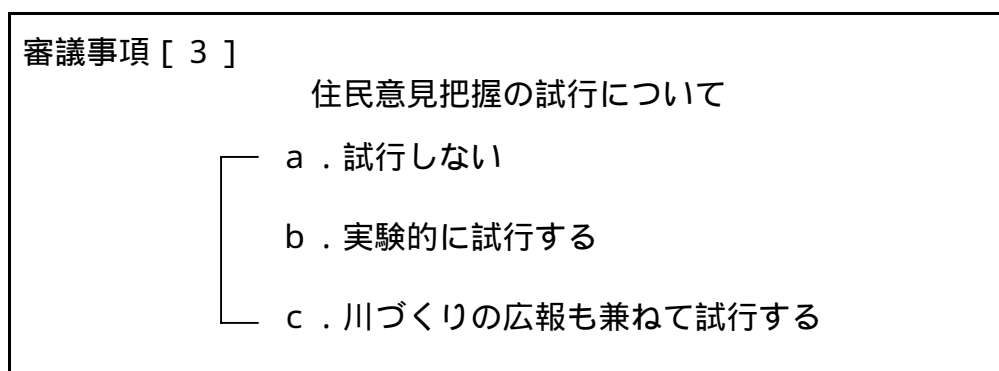 審議事項[ 3 ]
住民意見把握の試行について
a .試行しない
b .実験的に試行する
c .川づくりの広報も兼ねて試行する